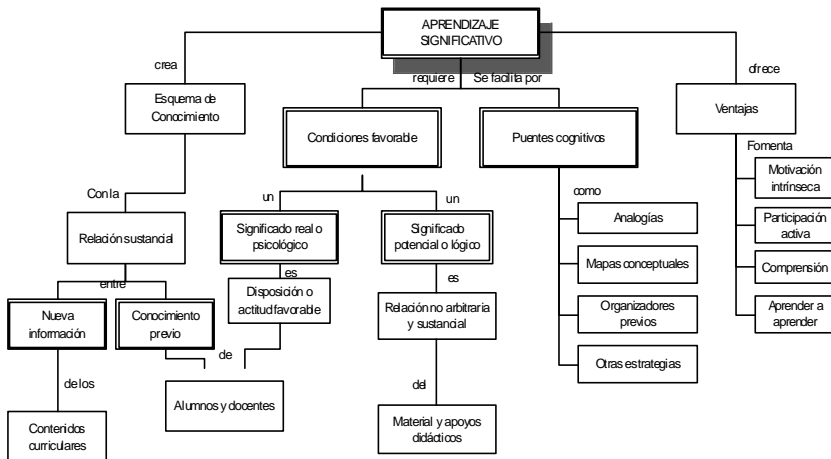 APRENDIZAJE
SIGNIFICATIVO
crea
requiere
Se facilita por
ofrece
Esquema de
Conocimiento
Condiciones favorable
Puentes cognitivos
Ventajas
Fomenta
Motivación
intrínseca
Participación
activa
Comprensión
Aprender a
aprender
Con la
un
un
como
Relación sustancial
Significado real o
psicológico
Significado
potencial o lógico
Analogías
Mapas conceptuales
Organizadores
previos
Otras estrategias
entre
es
es
Nueva
información
Conocimiento
previo
Disposición o
actitud favorable
Relación no arbitraria
y sustancial
de los
de
del
Contenidos
curriculares
Alumnos y docentes
Material y apoyos
didácticos